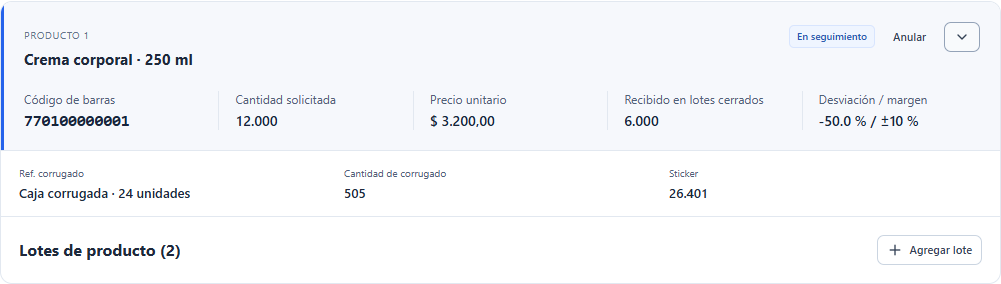 PRODUCTO 1
Crema corporal · 250 ml
En seguimiento
Anular
Código de barras
770100000001
Cantidad solicitada
12.000
Precio unitario
$ 3.200,00
Recibido en lotes cerrados
6.000
Desviación / margen
-50.0 % / ±10 %
Ref. corrugado
Caja corrugada · 24 unidades
Cantidad de corrugado
505
Sticker
26.401
Lotes de producto (2)
Agregar lote